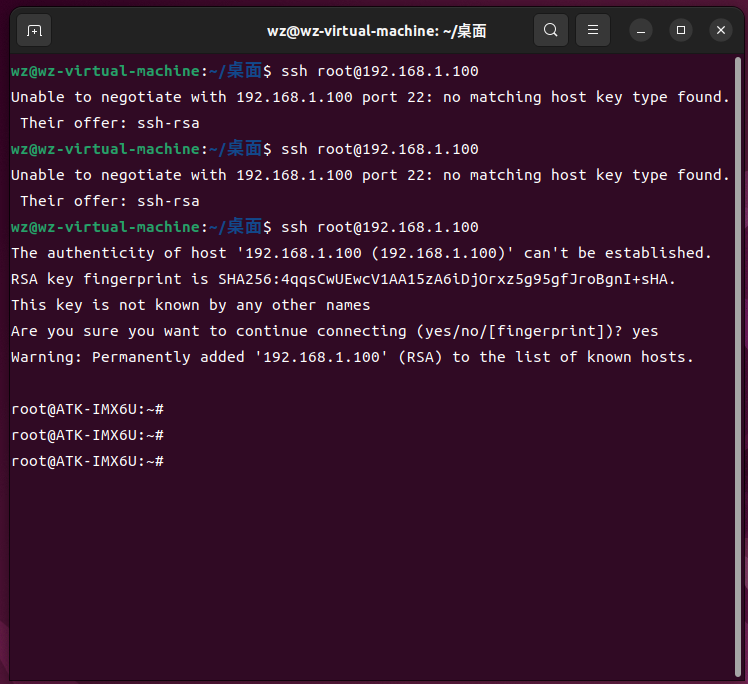 wz@wz-virtual-machine: ~/桌面
wz@wz-virtual-machine:~/桌面$ ssh root@192.168.1.100
Unable to negotiate with 192.168.1.100 port 22: no matching host key type found.
 Their offer: ssh-rsa
wz@wz-virtual-machine:~/桌面$ ssh root@192.168.1.100
Unable to negotiate with 192.168.1.100 port 22: no matching host key type found.
 Their offer: ssh-rsa
wz@wz-virtual-machine:~/桌面$ ssh root@192.168.1.100
The authenticity of host '192.168.1.100 (192.168.1.100)' can't be established.
RSA key fingerprint is SHA256:4qqsCwUEwcV1AA15zA6iDjOrxz5g95gfJroBgnI+sHA.
This key is not known by any other names
Are you sure you want to continue connecting (yes/no/[fingerprint])? yes
Warning: Permanently added '192.168.1.100' (RSA) to the list of known hosts.
root@ATK-IMX6U:~#
root@ATK-IMX6U:~#
root@ATK-IMX6U:~#